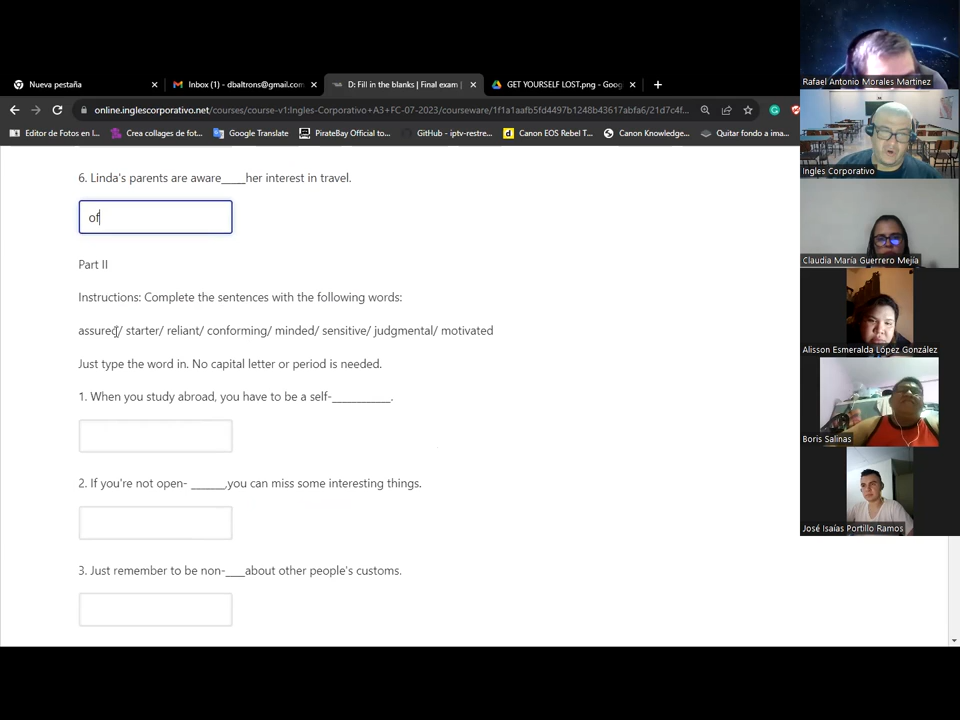 Nueva pestaña
Inbox (1) - dbaltrons@gmail.com
D: Fill in the blanks | Final exam |
GET YOURSELF LOST.png - Goog
online.inglescorporativo.net/courses/course-v1:Ingles-Corporativo+A3+FC-07-2023/courseware/1f1a1aafb5fd4497b1248b43617abfa6/21d7c4f...
Editor de Fotos en l...
Crea collages de fot...
Google Translate
PirateBay Official to...
GitHub - iptv-restre...
Canon EOS Rebel T...
Canon Knowledge...
Quitar fondo a ima...
6. Linda's parents are aware_____her interest in travel.
of
Part II
Instructions: Complete the sentences with the following words:
assured/ starter/ reliant/ conforming/ minded/ sensitive/ judgmental/ motivated
Just type the word in. No capital letter or period is needed.
1. When you study abroad, you have to be a self-___________.
2. If you're not open- ______,you can miss some interesting things.
3. Just remember to be non-___about other people's customs.
Rafael Antonio Morales Martinez
Ingles Corporativo
Claudia María Guerrero Mejía
Alisson Esmeralda López González
Boris Salinas
José Isaías Portillo Ramos